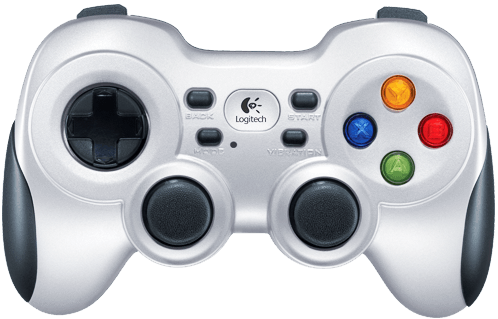 BACK
Logitech
START
MODE
VIBRATION
Y
X
B
A